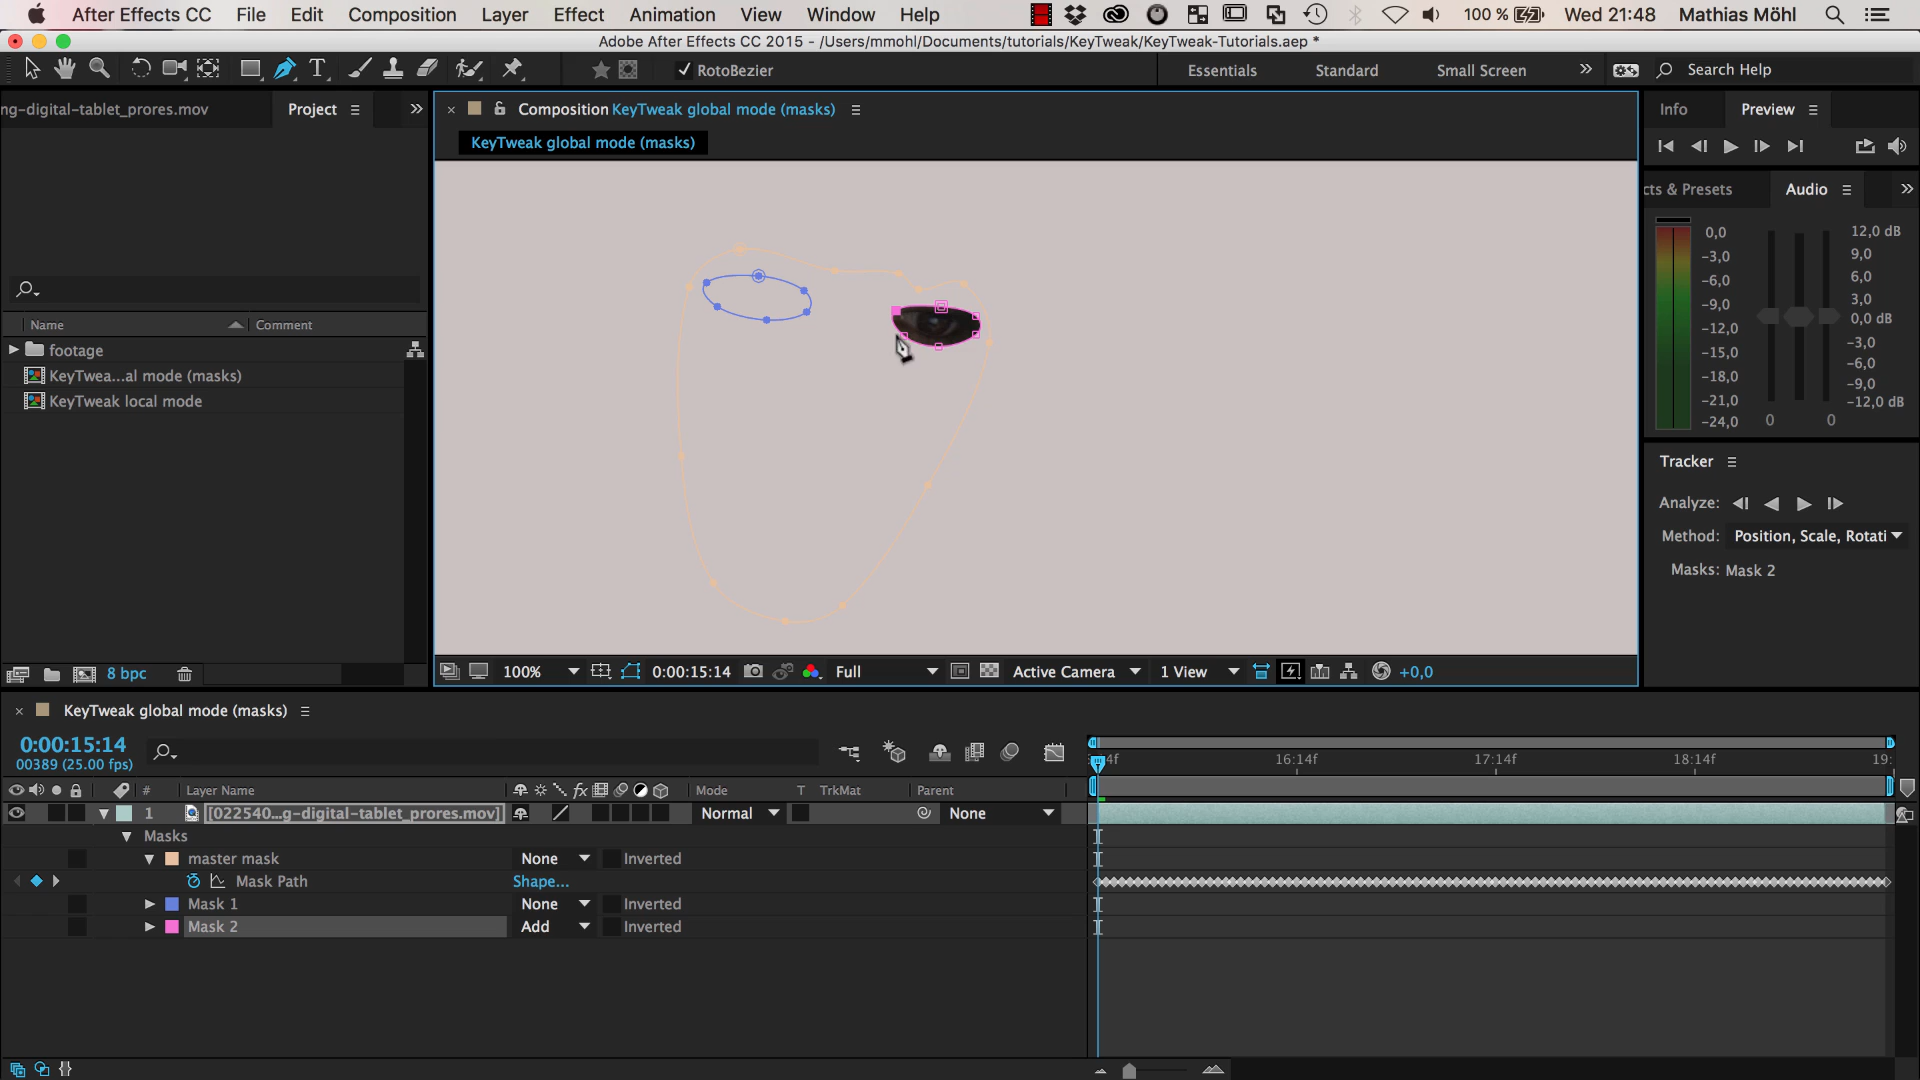 After Effects CC File Edit Composition Layer Effect Animation View Window Help 100 % Wed 21:48 Mathias Möhl
Adobe After Effects CC 2015 - /Users/mmohl/Documents/tutorials/KeyTweak/KeyTweak-Tutorials.aep *
RotoBezier Essentials Standard Small Screen Search Help
ng-digital-tablet_prores.mov Project Composition KeyTweak global mode (masks) Info Preview
KeyTweak global mode (masks)
cts & Presets Audio
Name Comment
footage
KeyTwea...al mode (masks)
KeyTweak local mode
0,0
-3,0
-6,0
-9,0
-12,0
-15,0
-18,0
-21,0
-24,0
0 0
12,0 dB
9,0
6,0
3,0
0,0 dB
-3,0
-6,0
-9,0
-12,0 dB
Tracker
Analyze:
Method: Position, Scale, Rotati
Masks: Mask 2
8 bpc 100% 0:00:15:14 Full Active Camera 1 View +0,0
KeyTweak global mode (masks)
0:00:15:14
00389 (25.00 fps)
4f 16:14f 17:14f 18:14f 19:
# Layer Name fx Mode T TrkMat Parent
1 [022540...g-digital-tablet_prores.mov] Normal None
Masks
master mask None Inverted
Mask Path Shape...
Mask 1 None Inverted
Mask 2 Add Inverted